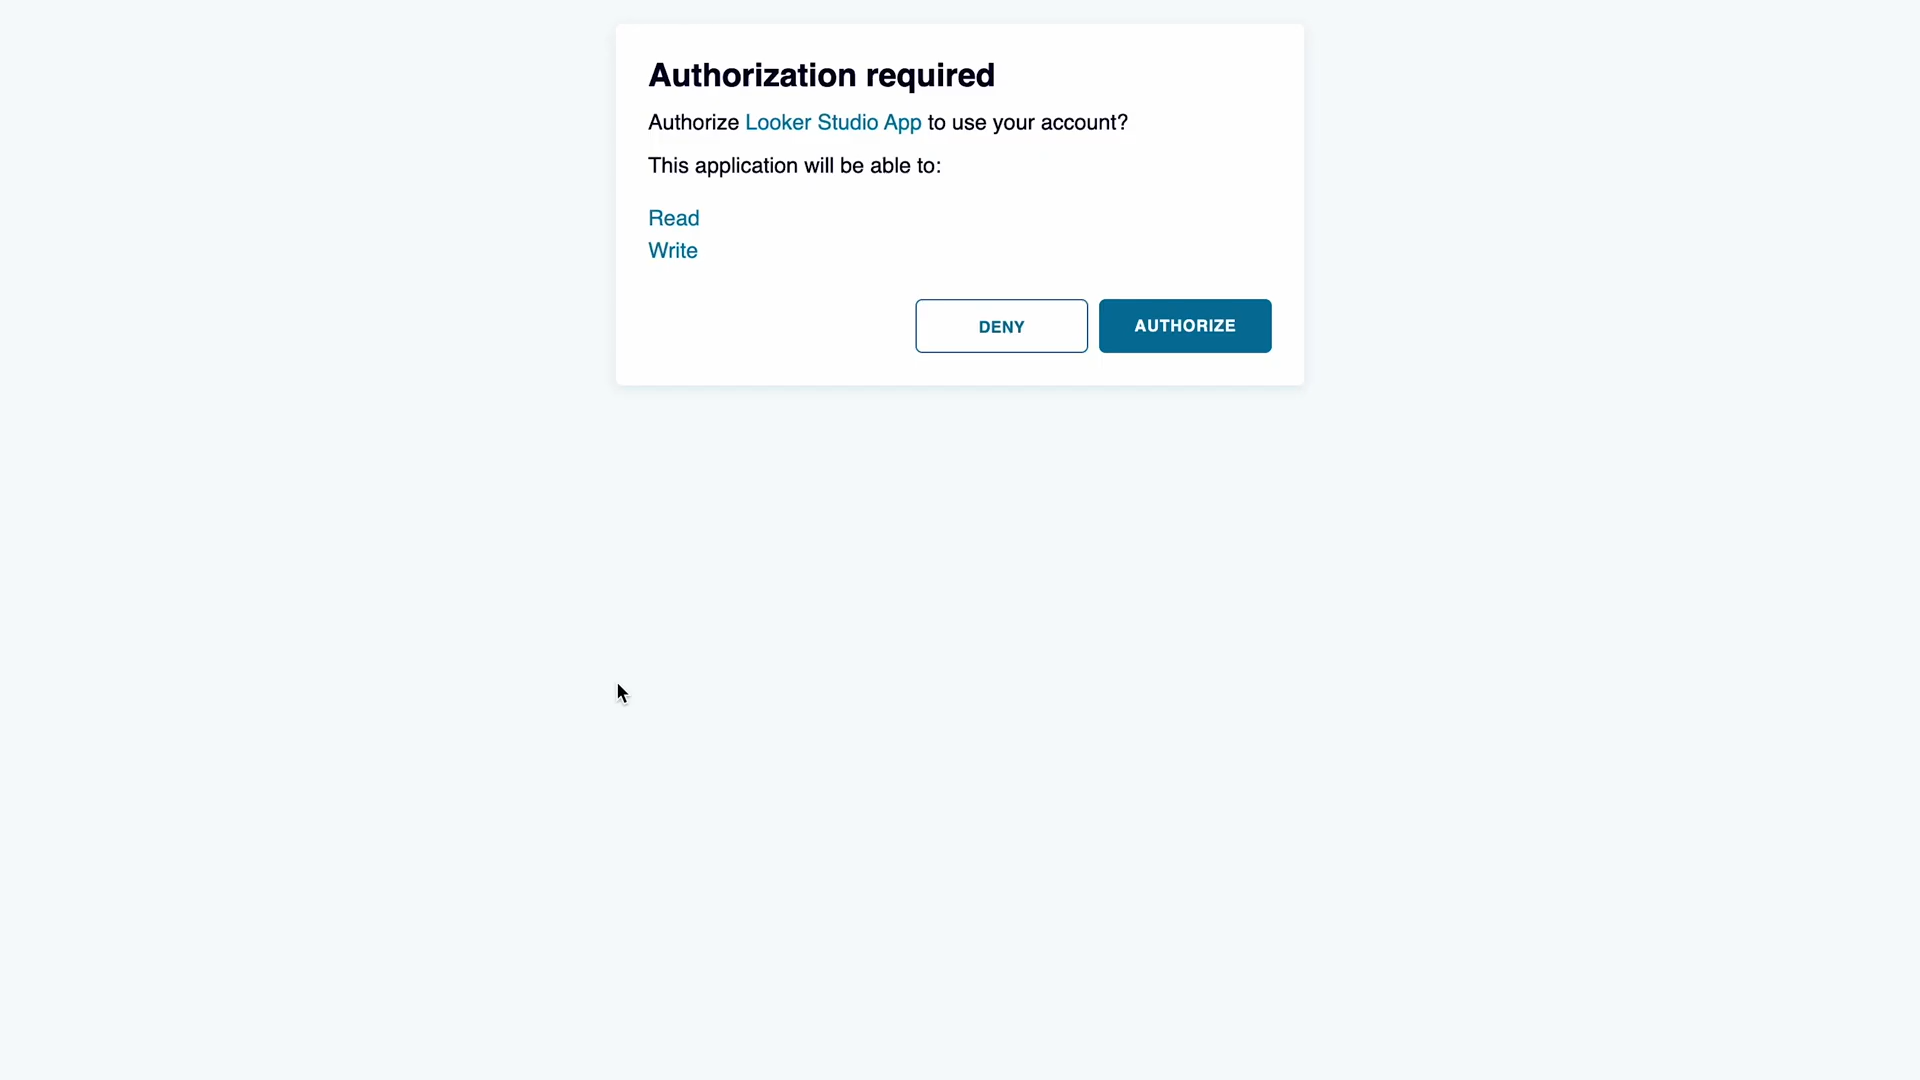 Authorization required
Authorize Looker Studio App to use your account?
This application will be able to:
Read
Write
DENY
AUTHORIZE